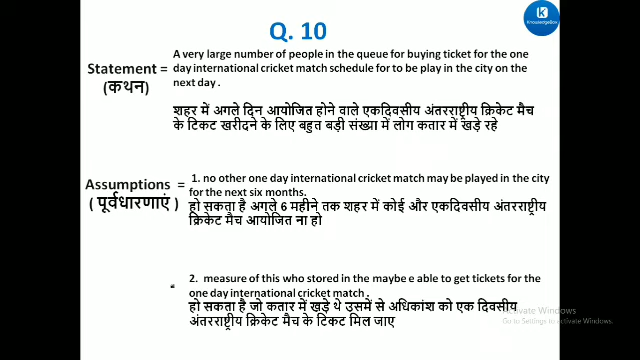 Q. 10
K
KnowledgeBox
A very large number of people in the queue for buying ticket for the one
Statement = day international cricket match schedule for to be play in the city on the
(कथन) next day .
शहर में अगले दिन आयोजित होने वाले एकदिवसीय अंतरराष्ट्रीय क्रिकेट मैच
के टिकट खरीदने के लिए बहुत बड़ी संख्या में लोग कतार में खड़े रहे
1. no other one day international cricket match may be played in the city
Assumptions = for the next six months.
( पूर्वधारणाएं ) हो सकता है अगले 6 महीने तक शहर में कोई और एकदिवसीय अंतरराष्ट्रीय
क्रिकेट मैच आयोजित ना हो
2. measure of this who stored in the maybe e able to get tickets for the
one day international cricket match .
हो सकता है जो कतार में खड़े थे उसमें से अधिकांश को एक दिवसीय
अंतरराष्ट्रीय क्रिकेट मैच के टिकट मिल जाए
Activate Windows
Go to Settings to activate Windows.